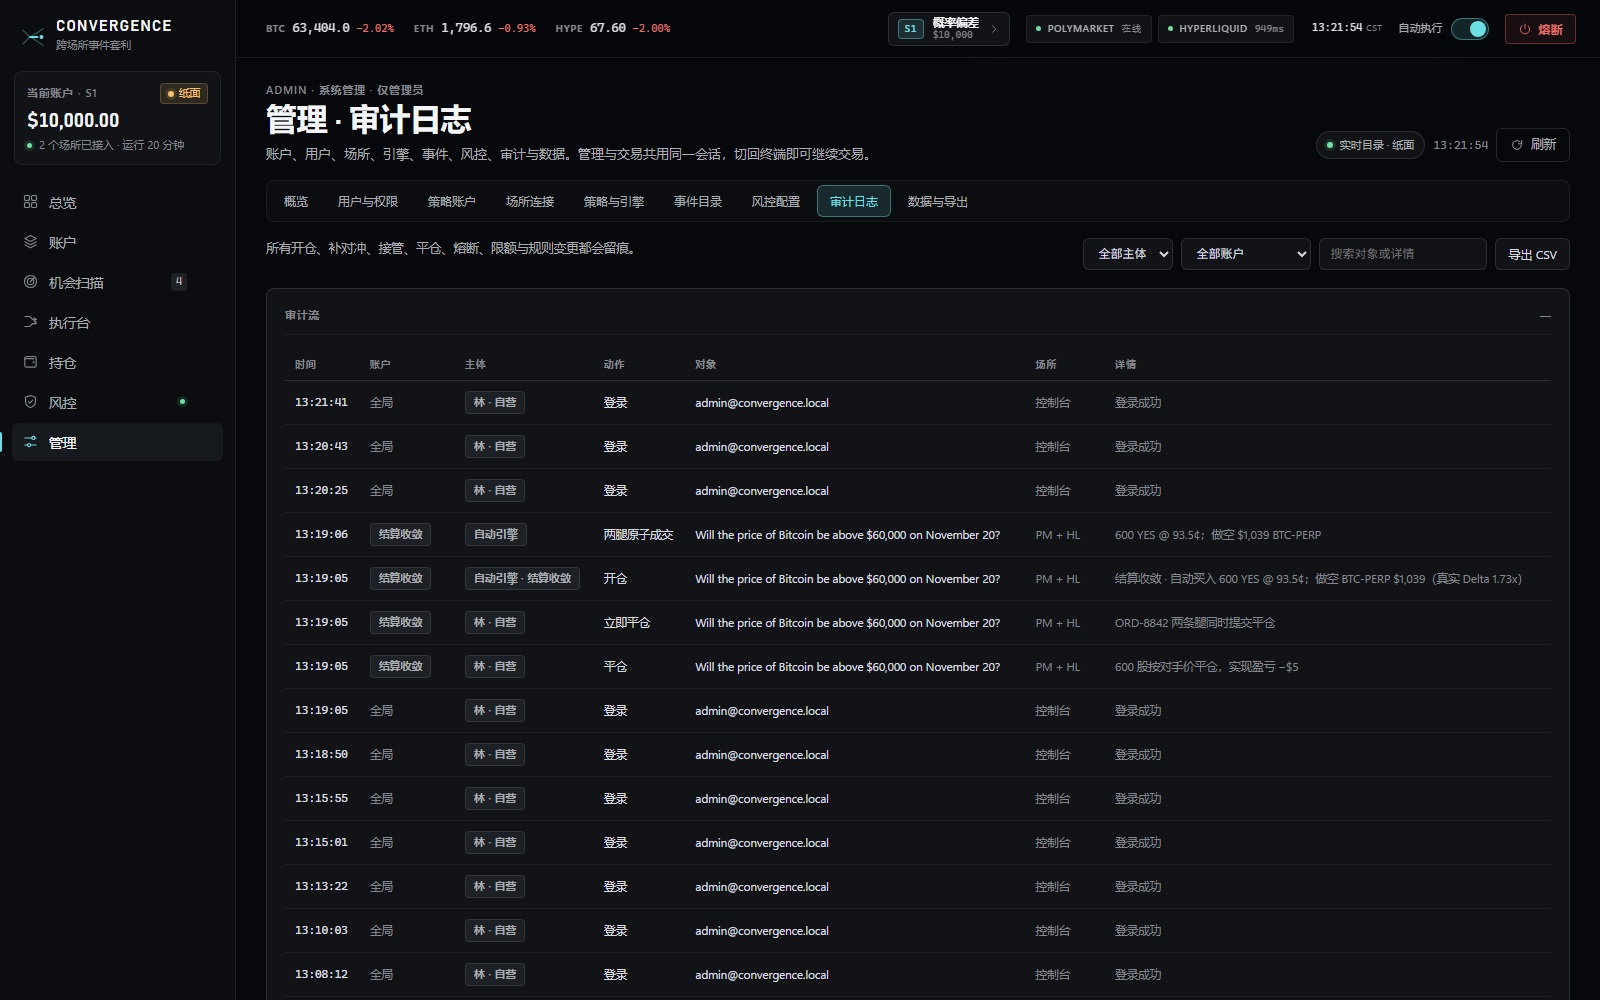 CONVERGENCE
跨场所事件套利
当前账户 · S1
纸面
$10,000.00
2 个场所已接入 · 运行 20 分钟
总览
账户
机会扫描 4
执行台
持仓
风控
管理
BTC 63,404.0 -2.02% ETH 1,796.6 -0.93% HYPE 67.60 -2.00%
S1 概率偏差 $10,000
POLYMARKET 在线
HYPERLIQUID 949ms
13:21:54 CST
自动执行
熔断
ADMIN · 系统管理 · 仅管理员
管理 · 审计日志
账户、用户、场所、引擎、事件、风控、审计与数据。管理与交易共用同一会话，切回终端即可继续交易。
实时目录 · 纸面 13:21:54 刷新
概览 用户与权限 策略账户 场所连接 策略与引擎 事件目录 风控配置 审计日志 数据与导出
所有开仓、补对冲、接管、平仓、熔断、限额与规则变更都会留痕。
全部主体 全部账户 搜索对象或详情 导出 CSV
审计流 —
时间 账户 主体 动作 对象 场所 详情
13:21:41 全局 林 · 自营 登录 admin@convergence.local 控制台 登录成功
13:20:43 全局 林 · 自营 登录 admin@convergence.local 控制台 登录成功
13:20:25 全局 林 · 自营 登录 admin@convergence.local 控制台 登录成功
13:19:06 结算收敛 自动引擎 两腿原子成交 Will the price of Bitcoin be above $60,000 on November 20? PM + HL 600 YES @ 93.5¢；做空 $1,039 BTC-PERP
13:19:05 结算收敛 自动引擎 · 结算收敛 开仓 Will the price of Bitcoin be above $60,000 on November 20? PM + HL 结算收敛 · 自动买入 600 YES @ 93.5¢；做空 BTC-PERP $1,039（真实 Delta 1.73x）
13:19:05 结算收敛 林 · 自营 立即平仓 Will the price of Bitcoin be above $60,000 on November 20? PM + HL ORD-8842 两条腿同时提交平仓
13:19:05 结算收敛 林 · 自营 平仓 Will the price of Bitcoin be above $60,000 on November 20? PM + HL 600 股按对手价平仓，实现盈亏 −$5
13:19:05 全局 林 · 自营 登录 admin@convergence.local 控制台 登录成功
13:18:50 全局 林 · 自营 登录 admin@convergence.local 控制台 登录成功
13:15:55 全局 林 · 自营 登录 admin@convergence.local 控制台 登录成功
13:15:01 全局 林 · 自营 登录 admin@convergence.local 控制台 登录成功
13:13:22 全局 林 · 自营 登录 admin@convergence.local 控制台 登录成功
13:10:03 全局 林 · 自营 登录 admin@convergence.local 控制台 登录成功
13:08:12 全局 林 · 自营 登录 admin@convergence.local 控制台 登录成功